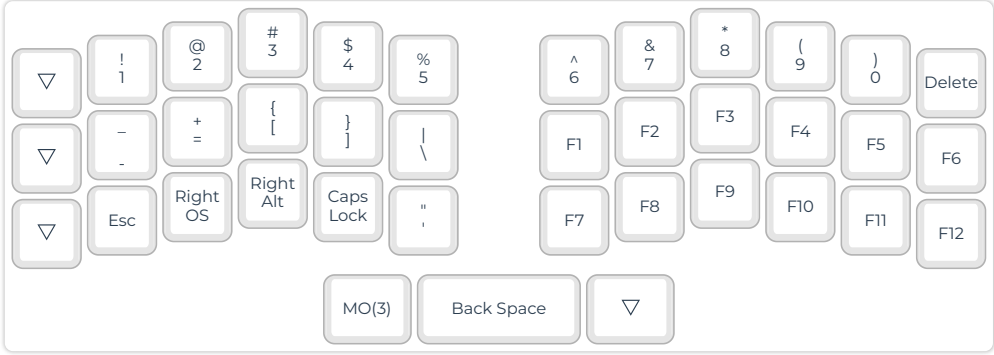 ! @ # $ % ^ & * ( )
1 2 3 4 5 6 7 8 9 0 Delete
_ + { } | F1 F2 F3 F4 F5 F6
- = [ ] \
Esc Right OS Right Alt Caps Lock " F7 F8 F9 F10 F11 F12
'
MO(3) Back Space